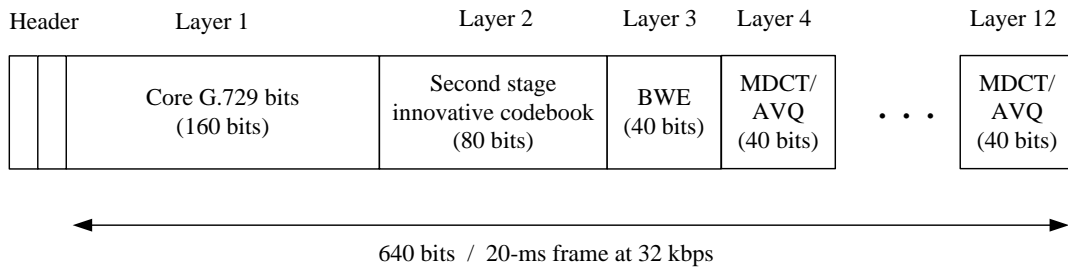 Header Layer 1 Layer 2 Layer 3 Layer 4 Layer 12
Core G.729 bits
(160 bits)
Second stage
innovative codebook
(80 bits)
BWE
(40 bits)
MDCT/
AVQ
(40 bits)
. . .
MDCT/
AVQ
(40 bits)
640 bits / 20-ms frame at 32 kbps